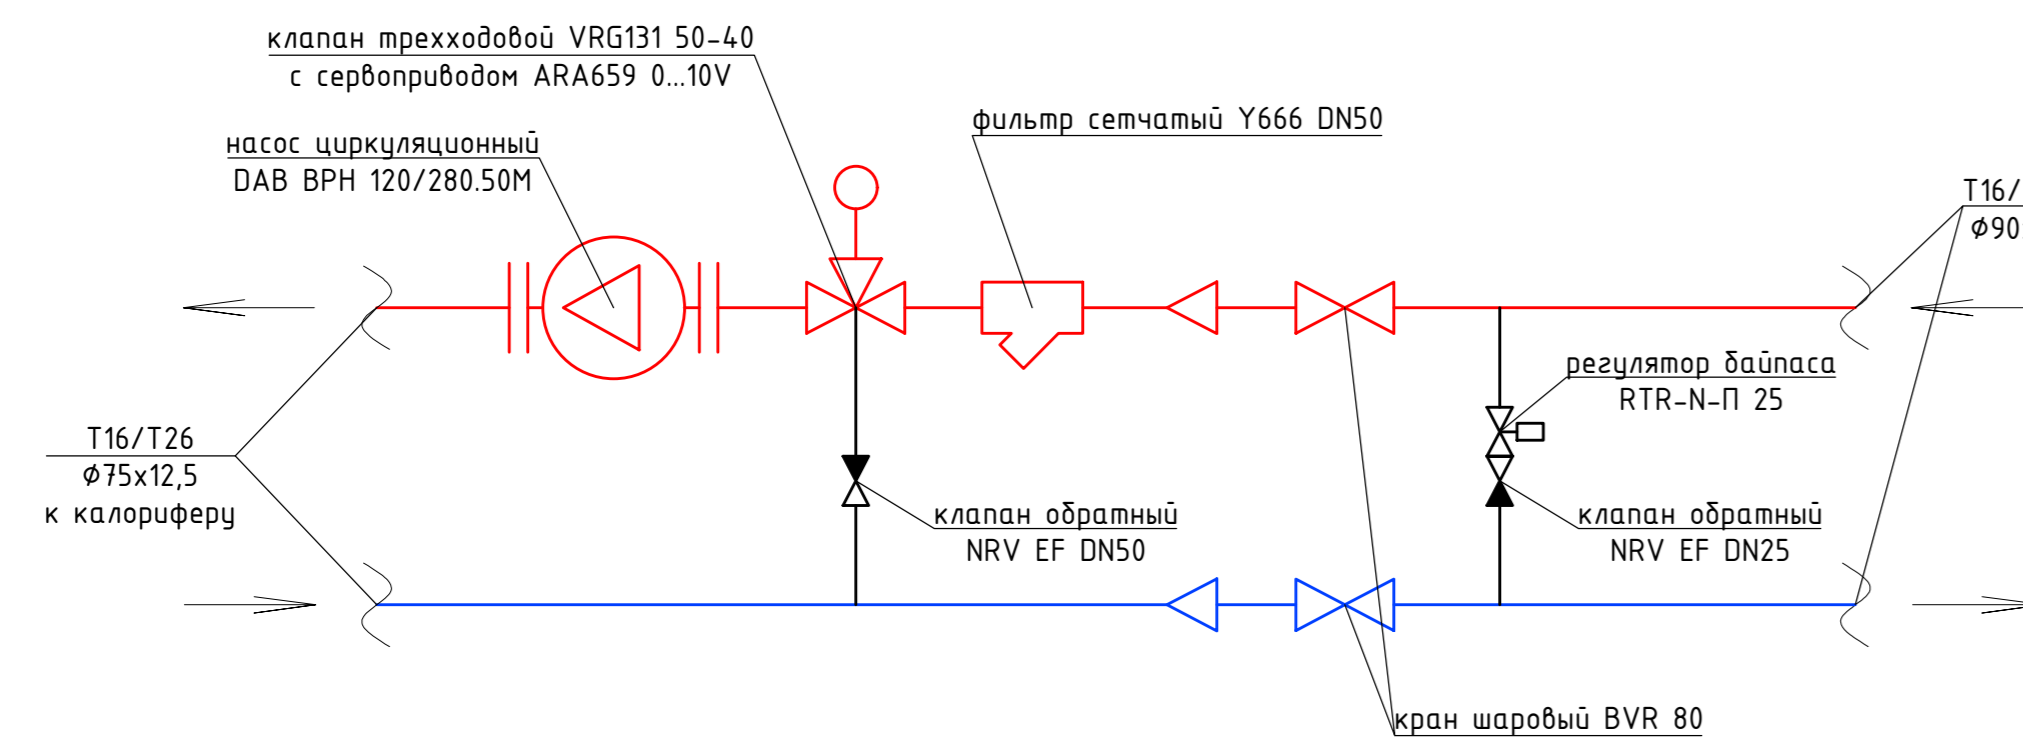 клапан трехходовой VRG131 50-40
с сервоприводом ARA659 0...10V
насос циркуляционный
DAB BPH 120/280.50M
фильтр сетчатый Y666 DN50
T16/
Ф90
регулятор байпаса
RTR-N-П 25
T16/T26
Ф75x12,5
к калориферу
клапан обратный
NRV EF DN50
клапан обратный
NRV EF DN25
кран шаровый BVR 80